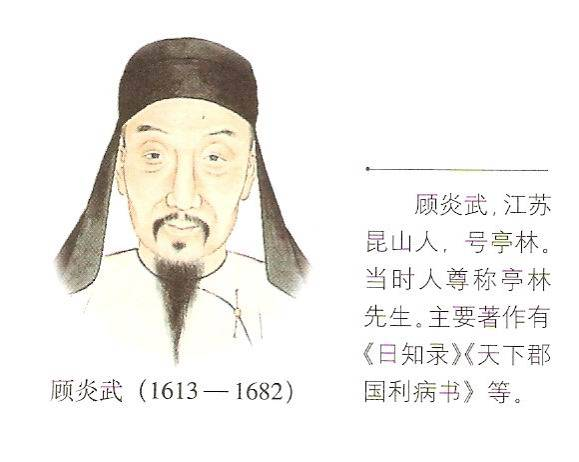 顾炎武（1613—1682）
顾炎武，江苏
昆山人，号亭林。
当时人尊称亭林
先生。主要著作有
《日知录》《天下郡
国利病书》等。